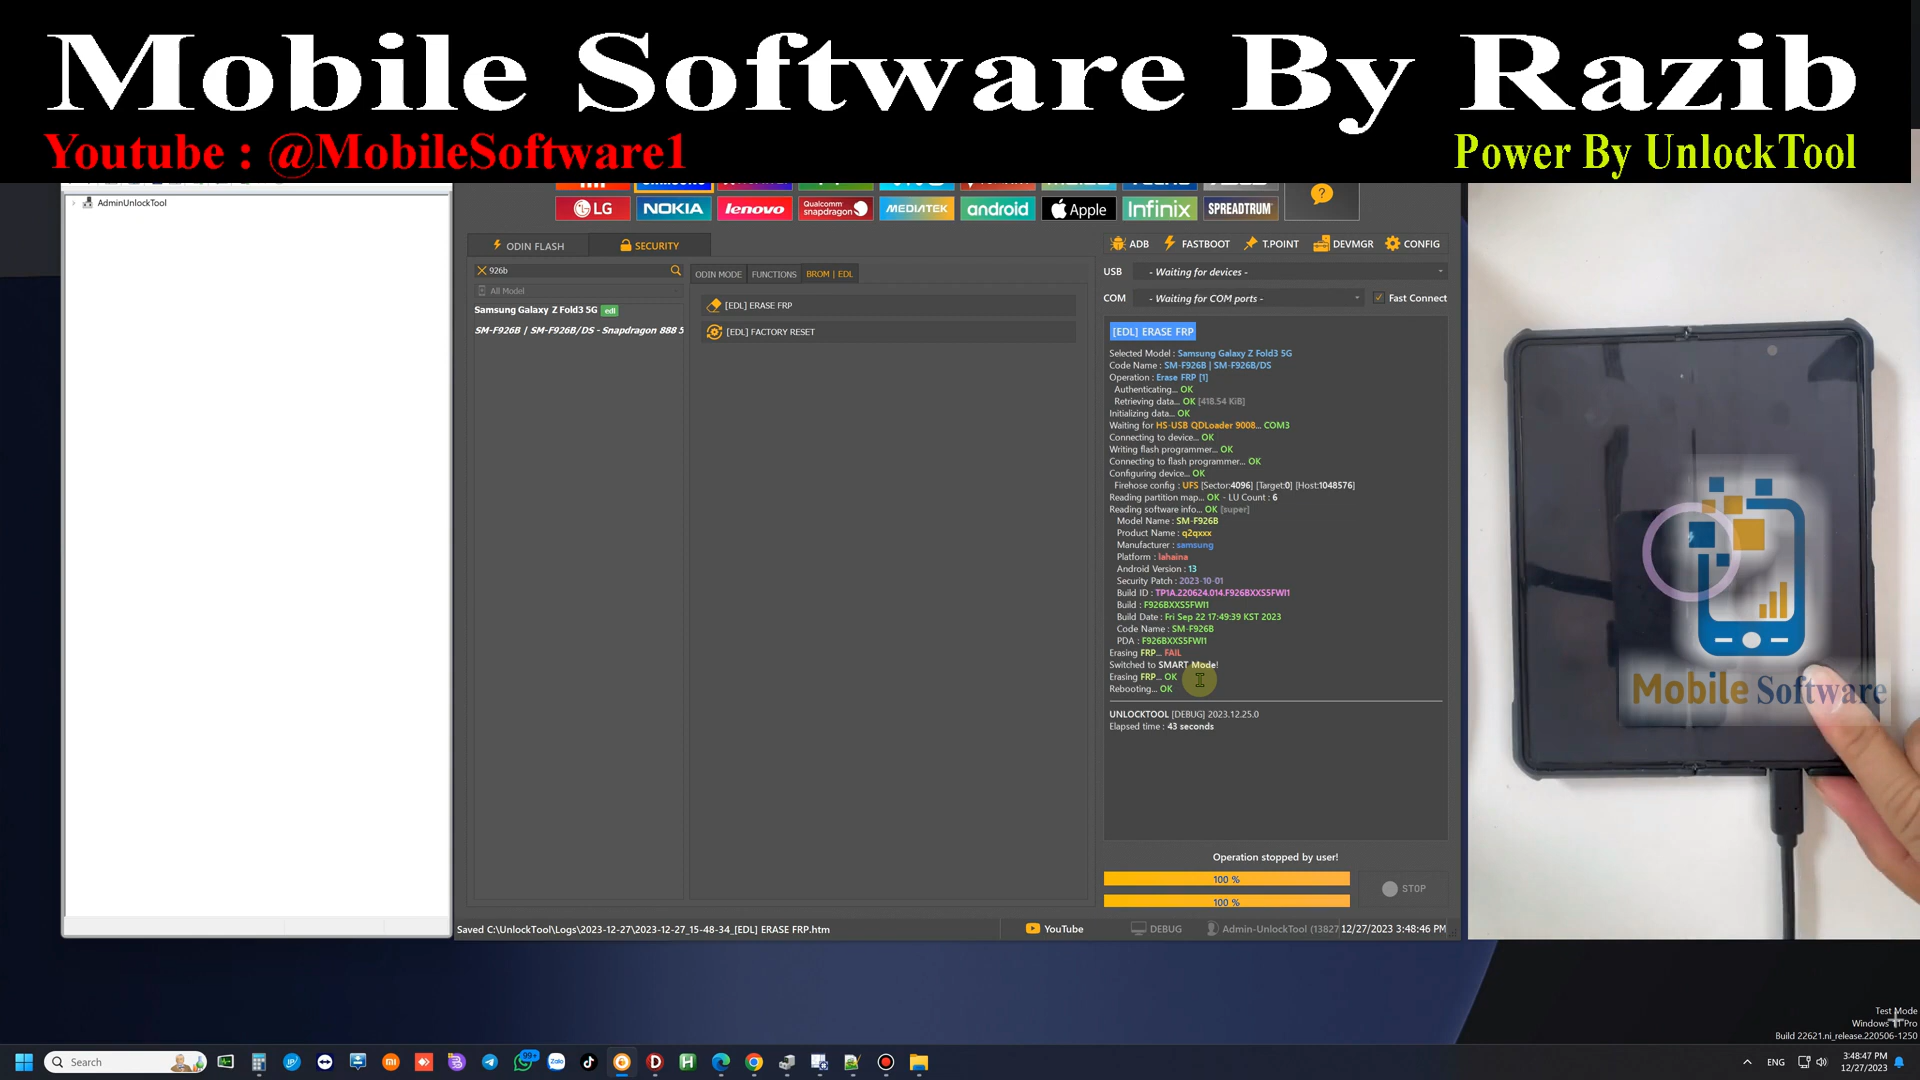 Mobile Software By Razib
Youtube : @MobileSoftware1
Power By UnlockTool
AdminUnlockTool
LG
NOKIA
lenovo
Qualcomm snapdragon
MEDIATEK
android
Apple
Infinix
SPREADTRUM
?
ODIN FLASH
SECURITY
ADB
FASTBOOT
T.POINT
DEVMGR
CONFIG
926b
All Model
ODIN MODE
FUNCTIONS
BROM | EDL
USB
- Waiting for devices -
COM
- Waiting for COM ports -
Fast Connect
Samsung Galaxy Z Fold3 5G edl
SM-F926B | SM-F926B/DS - Snapdragon 888 5
[EDL] ERASE FRP
[EDL] FACTORY RESET
[EDL] ERASE FRP
Selected Model : Samsung Galaxy Z Fold3 5G
Code Name : SM-F926B | SM-F926B/DS
Operation : Erase FRP [1]
Authenticating... OK
Retrieving data... OK [418.54 KiB]
Initializing data... OK
Waiting for HS-USB QDLoader 9008... COM3
Connecting to device... OK
Writing flash programmer... OK
Connecting to flash programmer... OK
Configuring device... OK
Firehose config : UFS [Sector:4096] [Target:0] [Host:1048576]
Reading partition map... OK - LU Count : 6
Reading software info... OK [super]
Model Name : SM-F926B
Product Name : q2qxxx
Manufacturer : samsung
Platform : lahaina
Android Version : 13
Security Patch : 2023-10-01
Build ID : TP1A.220624.014.F926BXXS5FWI1
Build : F926BXXS5FWI1
Build Date : Fri Sep 22 17:49:39 KST 2023
Code Name : SM-F926B
PDA : F926BXXS5FWI1
Erasing FRP... FAIL
Switched to SMART Mode!
Erasing FRP... OK
Rebooting... OK
UNLOCKTOOL [DEBUG] 2023.12.25.0
Elapsed time : 43 seconds
Operation stopped by user!
100 %
100 %
STOP
Saved C:\UnlockTool\Logs\2023-12-27\2023-12-27_15-48-34_[EDL] ERASE FRP.htm
YouTube
DEBUG
Admin-UnlockTool (13827
12/27/2023 3:48:46 PM
Mobile Software
Test Mode
Windows 11 Pro
Build 22621.ni_release.220506-1250
Search
99+
Zalo
ENG
3:48:47 PM
12/27/2023